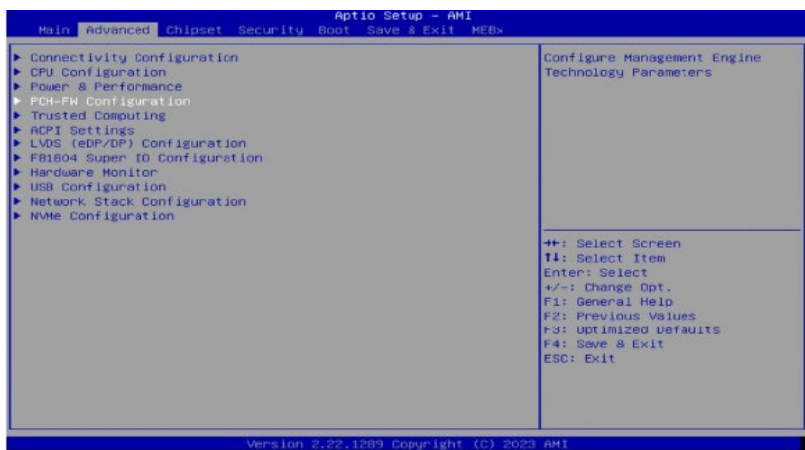 Aptio Setup - AMI
Main Advanced Chipset Security Boot Save & Exit MEBx
▶ Connectivity Configuration
▶ CPU Configuration
▶ Power & Performance
▶ PCH-FW Configuration
▶ Trusted Computing
▶ ACPI Settings
▶ LVDS (eDP/DP) Configuration
▶ F81804 Super IO Configuration
▶ Hardware Monitor
▶ USB Configuration
▶ Network Stack Configuration
▶ NVMe Configuration
Configure Management Engine
Technology Parameters
→←: Select Screen
↑↓: Select Item
Enter: Select
+/-: Change Opt.
F1: General Help
F2: Previous Values
F3: Optimized Defaults
F4: Save & Exit
ESC: Exit
Version 2.22.1289 Copyright (C) 2023 AMI